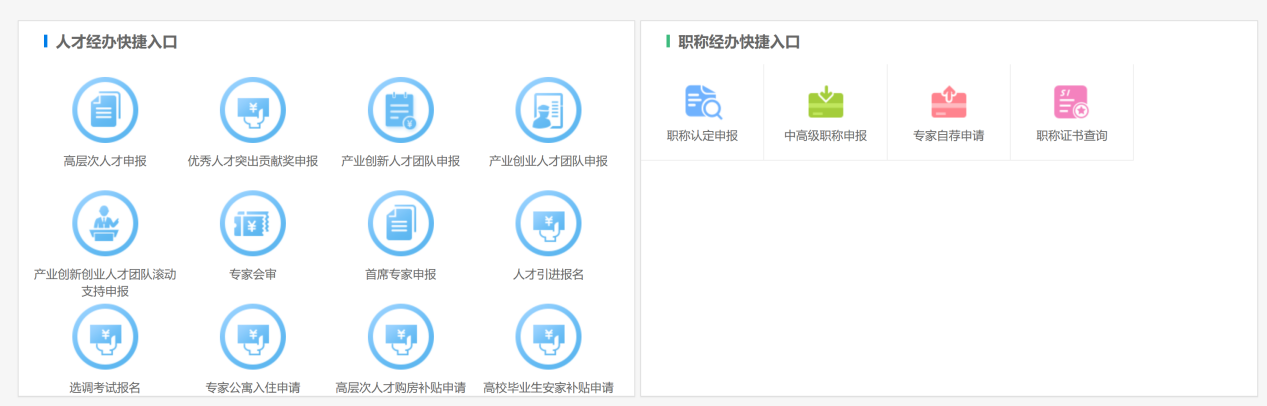 人才经办快捷入口
高层次人才申报
优秀人才突出贡献奖申报
产业创新人才团队申报
产业创业人才团队申报
产业创新创业人才团队滚动
支持申报
专家会审
首席专家申报
人才引进报名
选调考试报名
专家公寓入住申请
高层次人才购房补贴申请
高校毕业生安家补贴申请
职称经办快捷入口
职称认定申报
中高级职称申报
专家自荐申请
职称证书查询